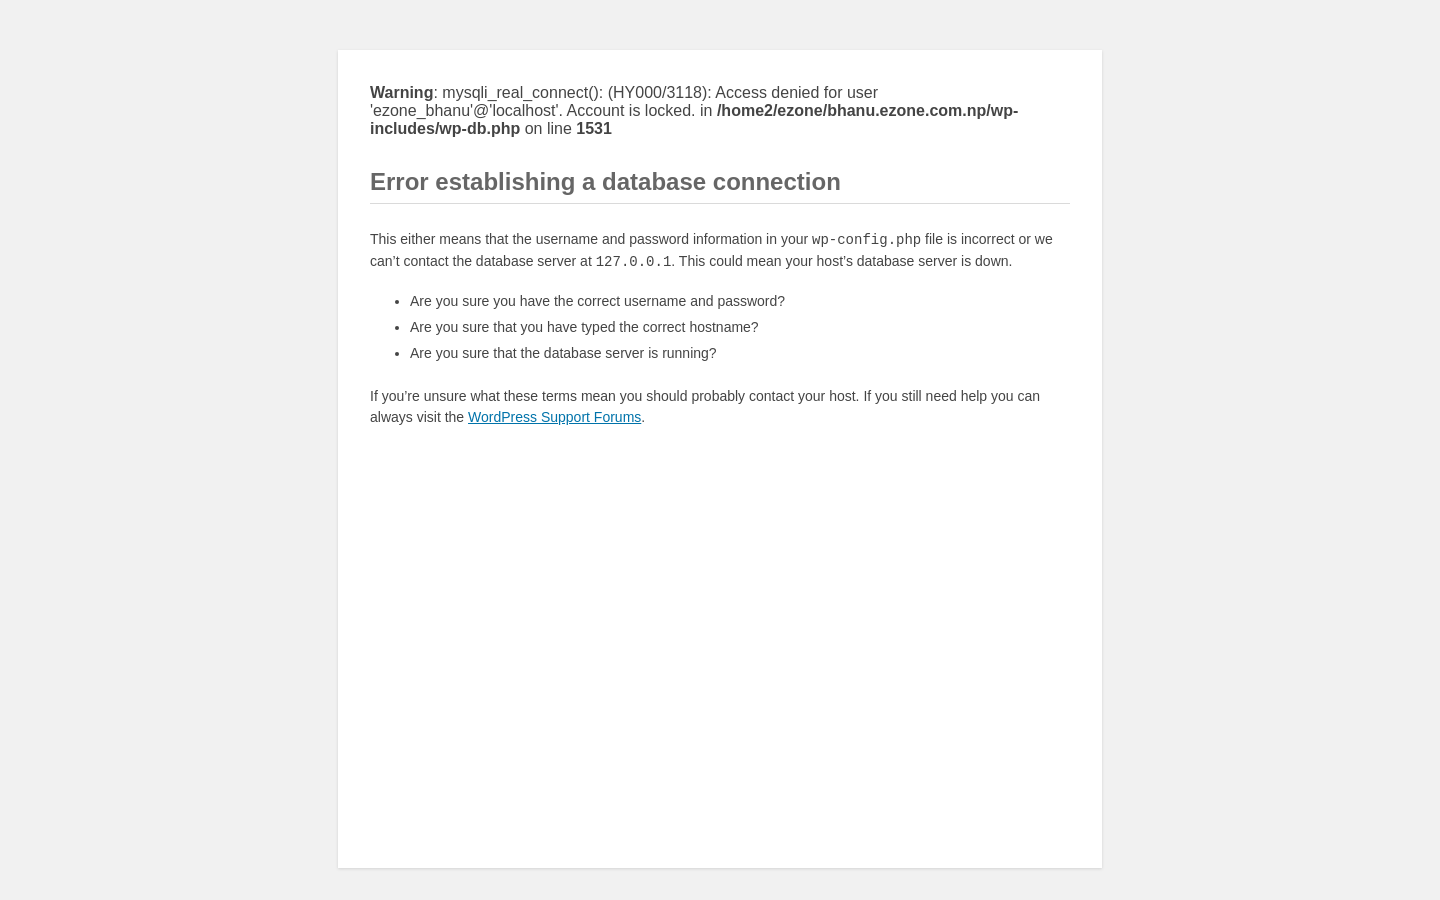 Warning: mysqli_real_connect(): (HY000/3118): Access denied for user
'ezone_bhanu'@'localhost'. Account is locked. in /home2/ezone/bhanu.ezone.com.np/wp-
includes/wp-db.php on line 1531
Error establishing a database connection
This either means that the username and password information in your wp-config.php file is incorrect or we
can’t contact the database server at 127.0.0.1. This could mean your host’s database server is down.
• Are you sure you have the correct username and password?
• Are you sure that you have typed the correct hostname?
• Are you sure that the database server is running?
If you’re unsure what these terms mean you should probably contact your host. If you still need help you can
always visit the WordPress Support Forums.